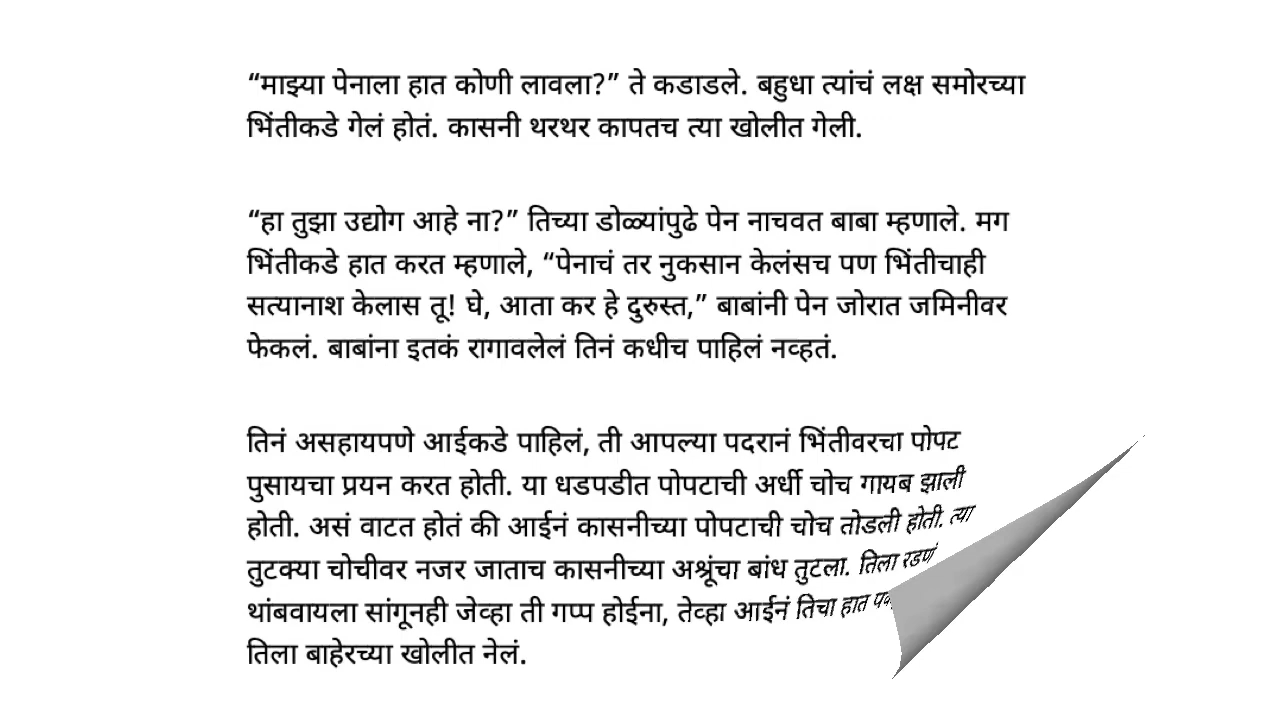 “माझ्या पेनाला हात कोणी लावला?” ते कडाडले. बहुधा त्यांचं लक्ष समोरच्या
भिंतीकडे गेलं होतं. कासनी थरथर कापतच त्या खोलीत गेली.
“हा तुझा उद्योग आहे ना?” तिच्या डोळ्यांपुढे पेन नाचवत बाबा म्हणाले. मग
भिंतीकडे हात करत म्हणाले, “पेनाचं तर नुकसान केलंसच पण भिंतीचाही
सत्यानाश केलास तू! घे, आता कर हे दुरुस्त,” बाबांनी पेन जोरात जमिनीवर
फेकलं. बाबांना इतकं रागावलेलं तिनं कधीच पाहिलं नव्हतं.
तिनं असहायपणे आईकडे पाहिलं, ती आपल्या पदरानं भिंतीवरचा पोपट
पुसायचा प्रयन करत होती. या धडपडीत पोपटाची अर्धी चोच गायब झाली
होती. असं वाटत होतं की आईनं कासनीच्या पोपटाची चोच तोडली होती. त्या
तुटक्या चोचीवर नजर जाताच कासनीच्या अश्रूंचा बांध तुटला. तिला रडणं
थांबवायला सांगूनही जेव्हा ती गप्प होईना, तेव्हा आईनं तिचा हात
तिला बाहेरच्या खोलीत नेलं.